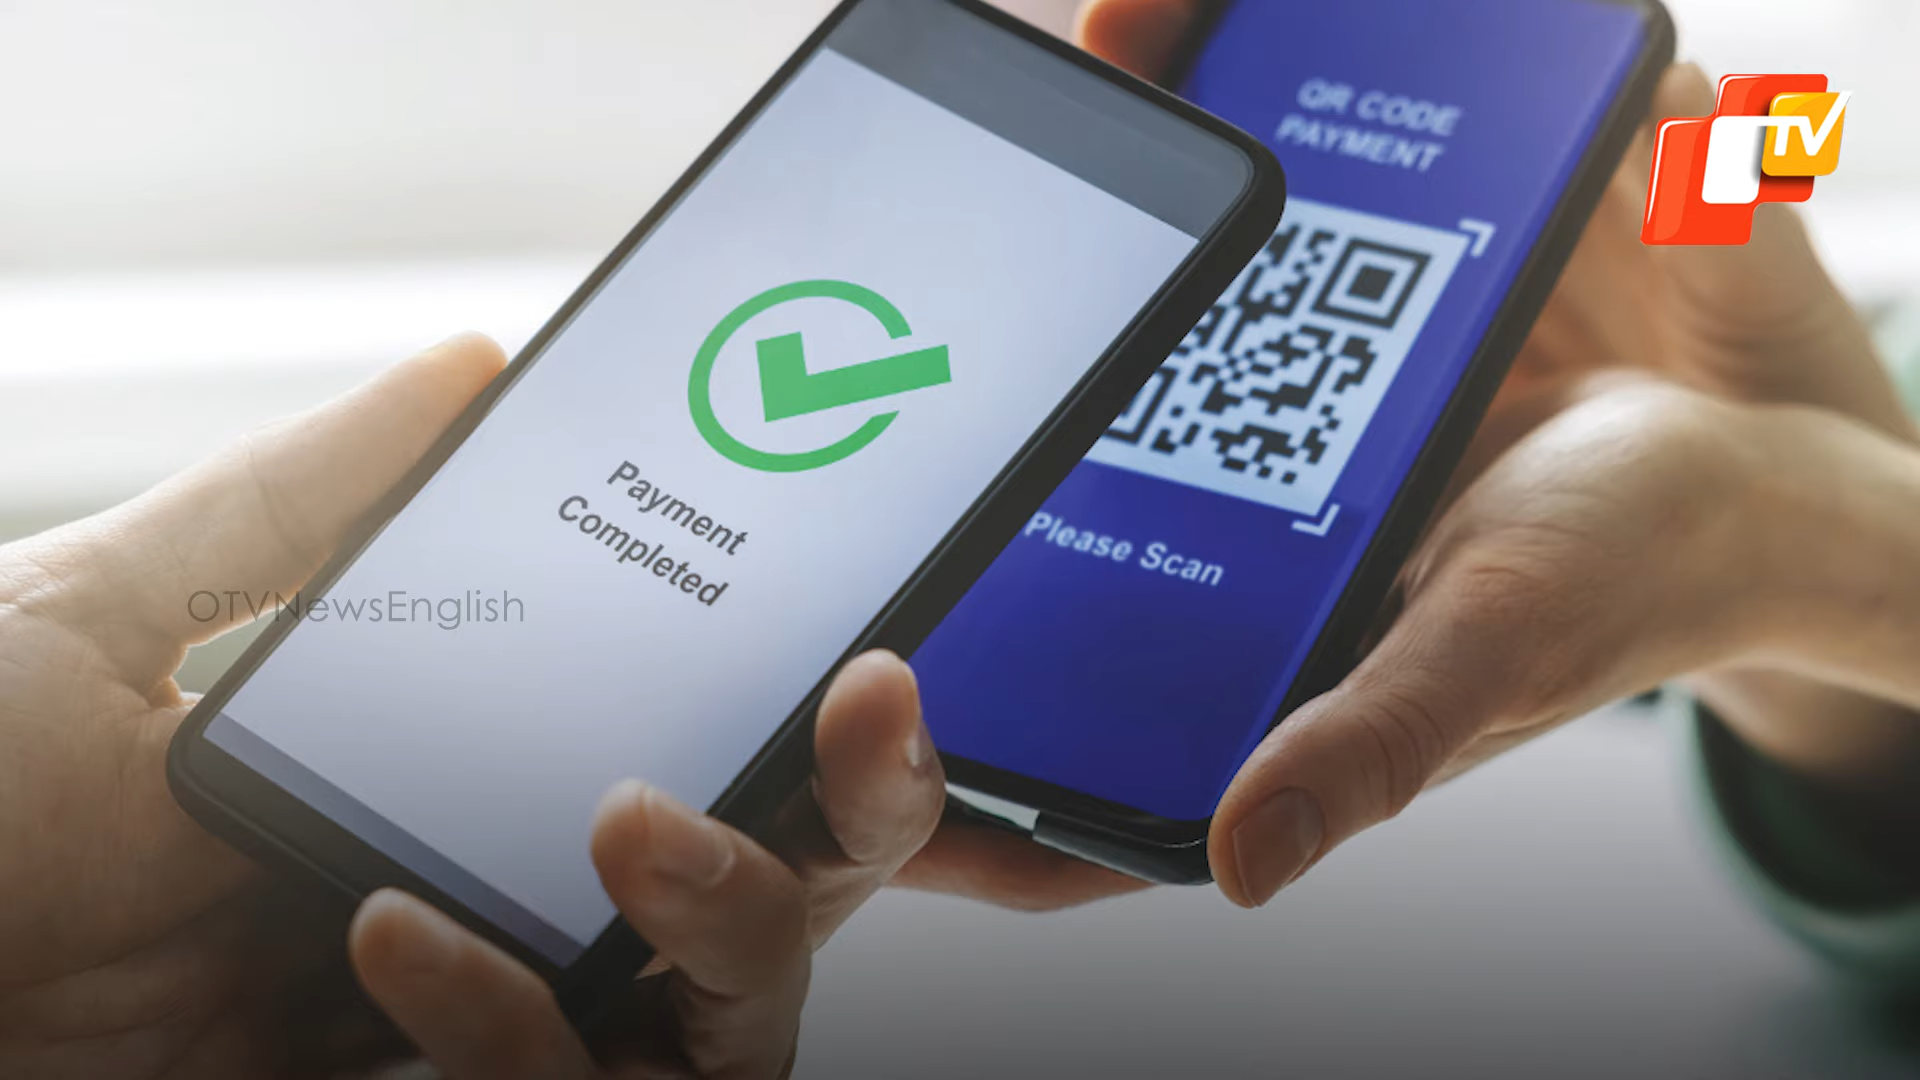 QR CODE
PAYMENT
TV
Payment
Completed
Please Scan
OTVNewsEnglish